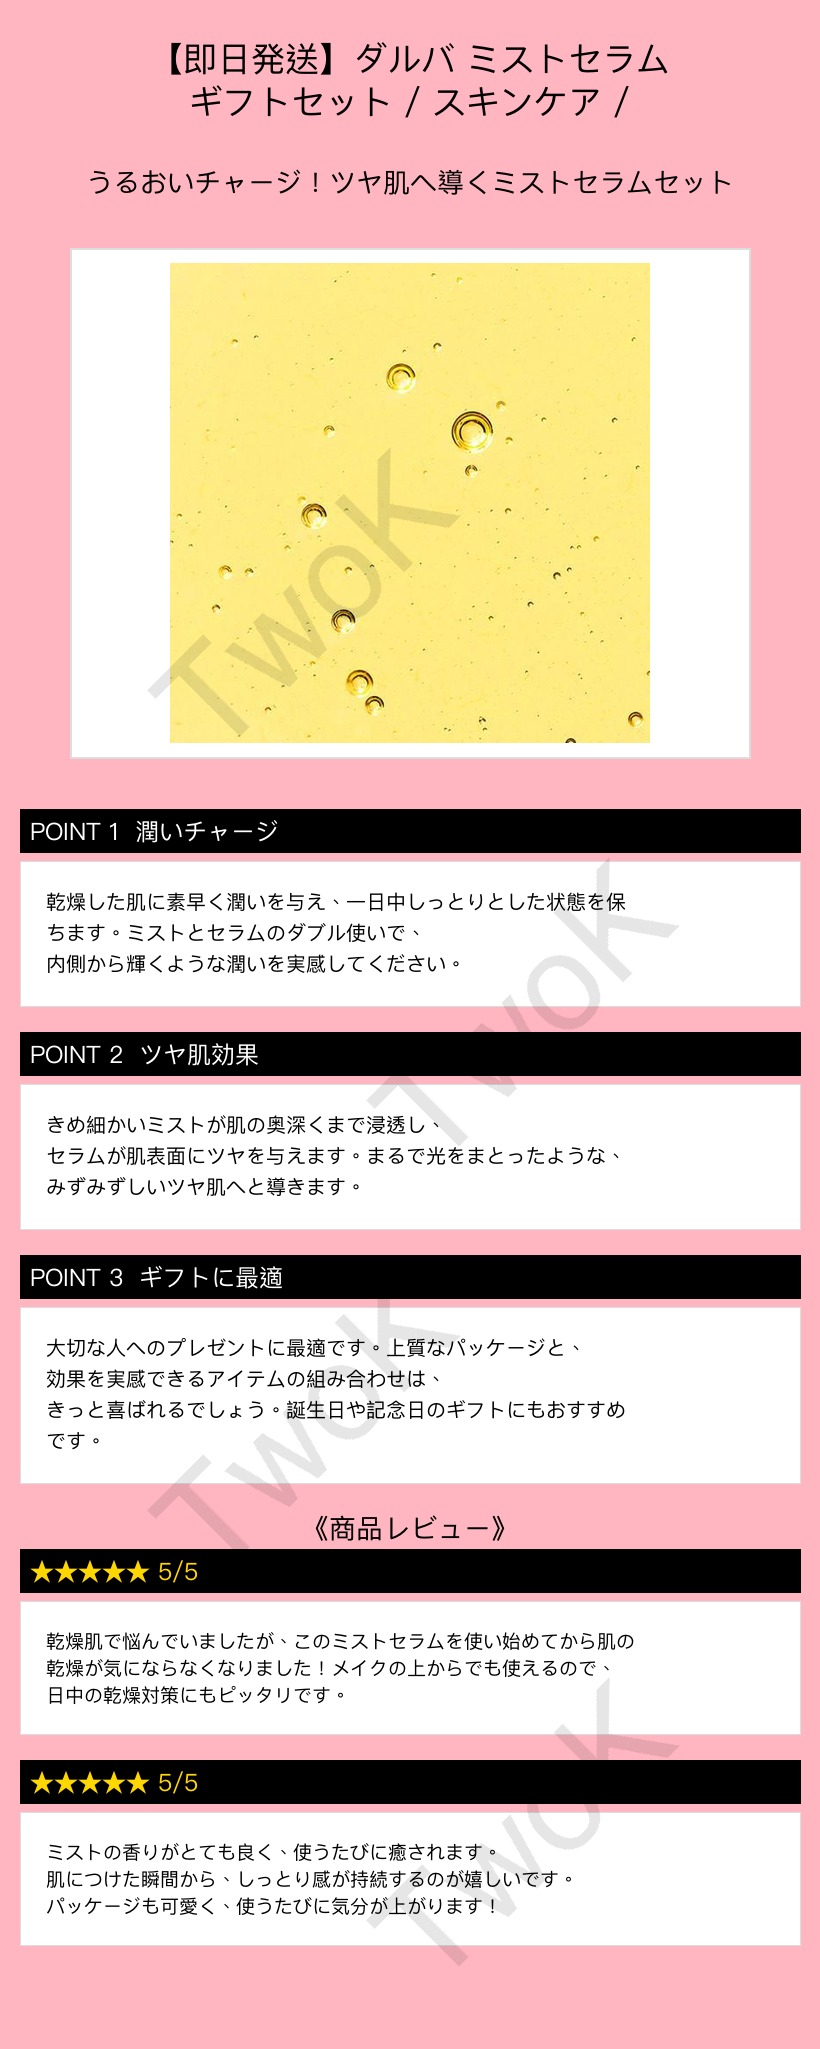 【即日発送】ダルバ ミストセラム
ギフトセット / スキンケア /
うるおいチャージ！ツヤ肌へ導くミストセラムセット
TwoK
POINT 1 潤いチャージ
乾燥した肌に素早く潤いを与え、一日中しっとりとした状態を保
ちます。ミストとセラムのダブル使いで、
内側から輝くような潤いを実感してください。
TwoK
POINT 2 ツヤ肌効果
きめ細かいミストが肌の奥深くまで浸透し、
セラムが肌表面にツヤを与えます。まるで光をまとったような、
みずみずしいツヤ肌へと導きます。
POINT 3 ギフトに最適
大切な人へのプレゼントに最適です。上質なパッケージと、
効果を実感できるアイテムの組み合わせは、
きっと喜ばれるでしょう。誕生日や記念日のギフトにもおすすめ
です。
TwoK
《商品レビュー》
★★★★★ 5/5
乾燥肌で悩んでいましたが、このミストセラムを使い始めてから肌の
乾燥が気にならなくなりました！メイクの上からでも使えるので、
日中の乾燥対策にもピッタリです。
★★★★★ 5/5
ミストの香りがとても良く、使うたびに癒されます。
肌につけた瞬間から、しっとり感が持続するのが嬉しいです。
パッケージも可愛く、使うたびに気分が上がります！
TwoK